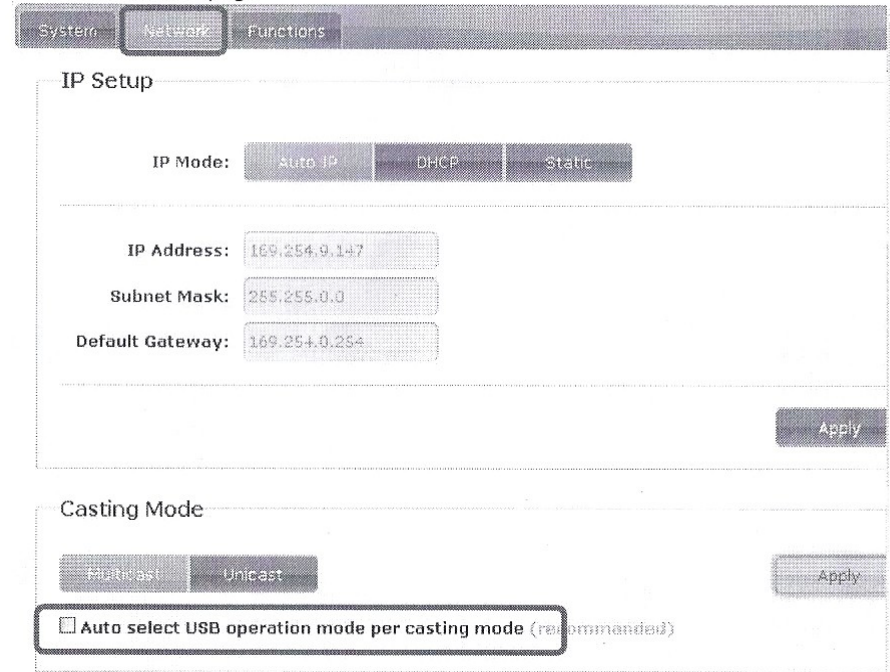 System Network Functions
IP Setup
IP Mode: Auto IP DHCP Static
IP Address: 169.254.9.147
Subnet Mask: 255.255.0.0
Default Gateway: 169.254.0.254
Apply
Casting Mode
Multicast Unicast Apply
Auto select USB operation mode per casting mode (recommanded)